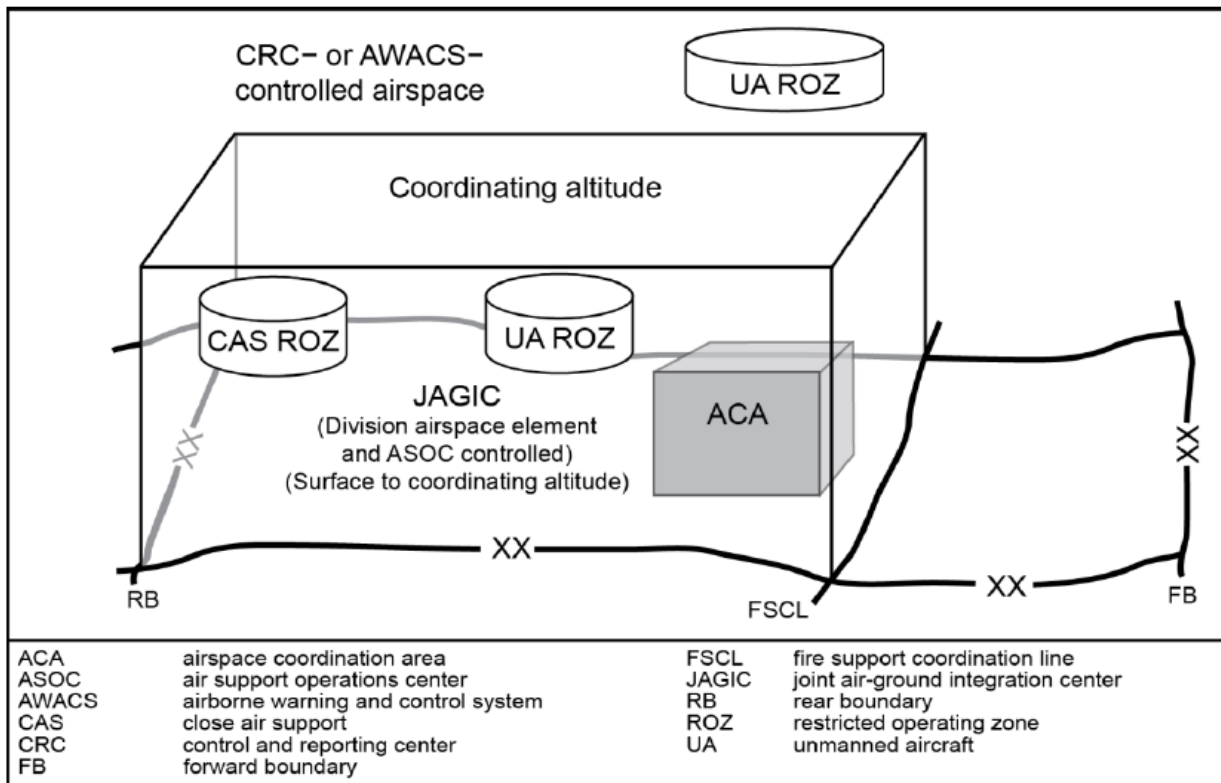 CRC– or AWACS–
controlled airspace
UA ROZ
Coordinating altitude
CAS ROZ
UA ROZ
JAGIC
(Division airspace element
and ASOC controlled)
(Surface to coordinating altitude)
ACA
XX
XX
XX
XX
RB
FSCL
FB
ACA airspace coordination area
ASOC air support operations center
AWACS airborne warning and control system
CAS close air support
CRC control and reporting center
FB forward boundary
FSCL fire support coordination line
JAGIC joint air-ground integration center
RB rear boundary
ROZ restricted operating zone
UA unmanned aircraft